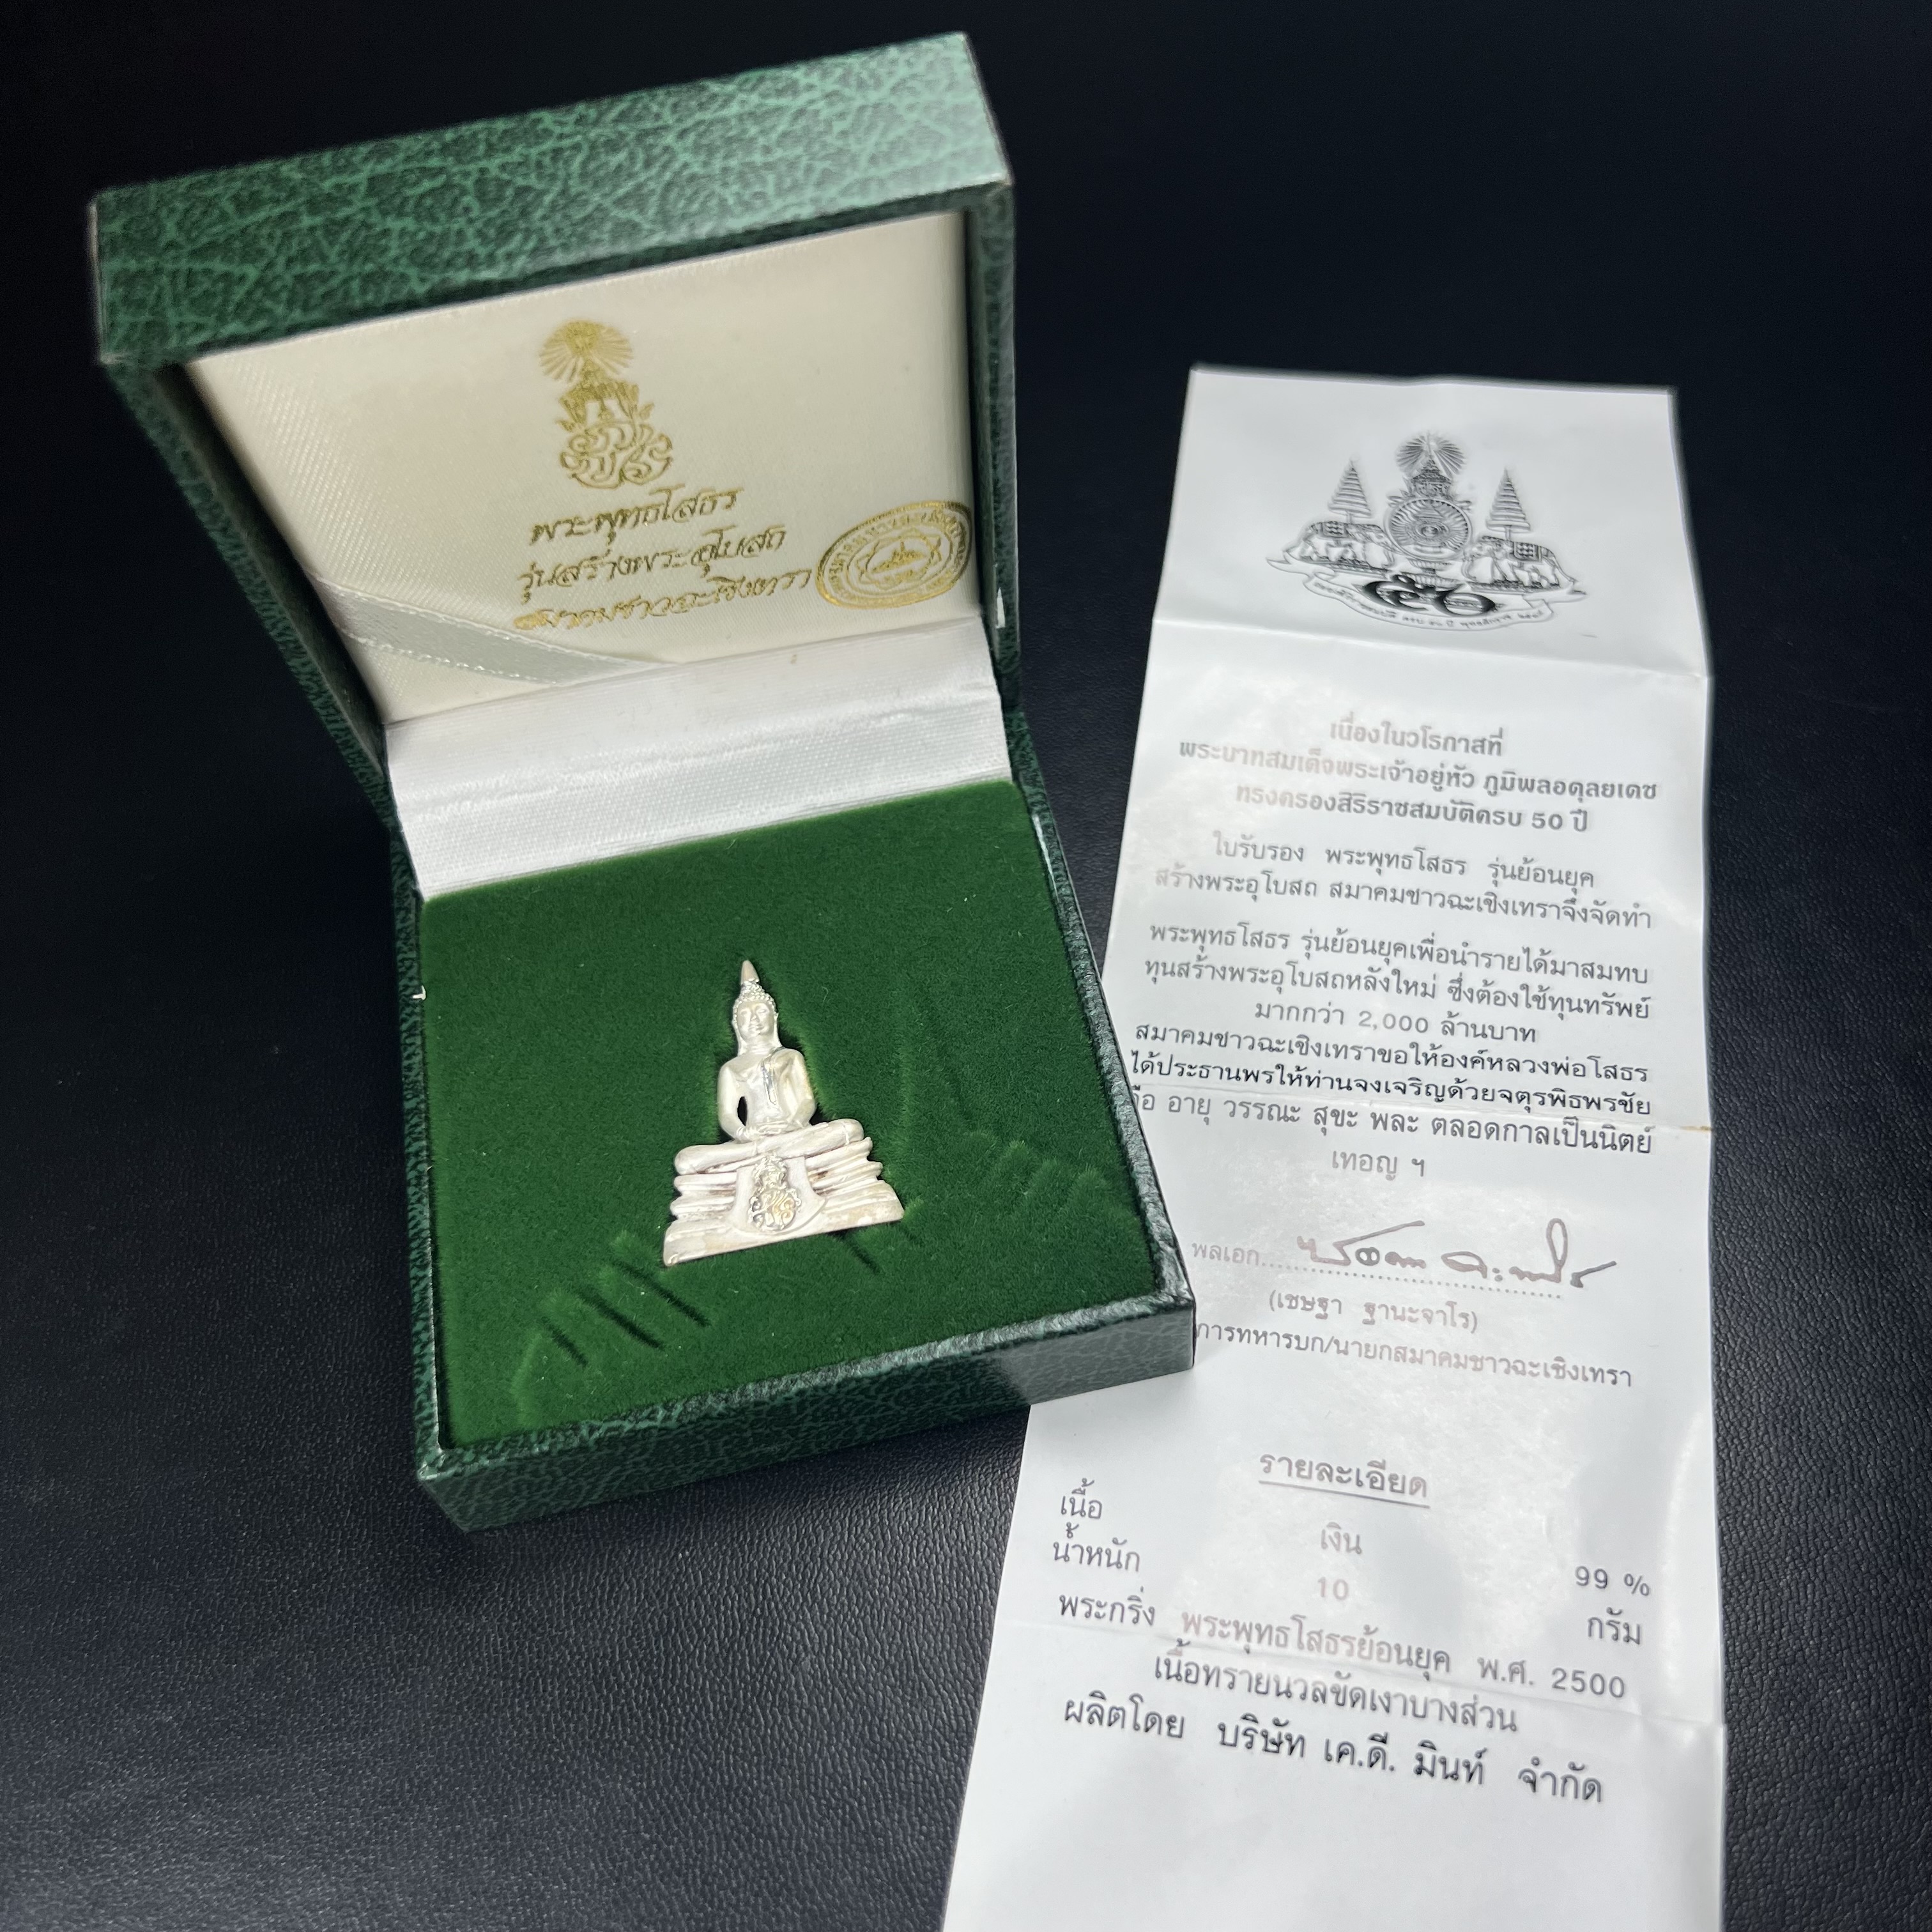 พระพุทธโสธร
รุ่นสร้างพระอุโบสถ
สมาคมชาวฉะเชิงเทรา
เนื่องในวโรกาสที่
พระบาทสมเด็จพระเจ้าอยู่หัว ภูมิพลอดุลยเดช
ทรงครองสิริราชสมบัติครบ 50 ปี
ใบรับรอง พระพุทธโสธร รุ่นย้อนยุค
สร้างพระอุโบสถ สมาคมชาวฉะเชิงเทราจึงจัดทำ
พระพุทธโสธร รุ่นย้อนยุคเพื่อนำรายได้มาสมทบ
ทุนสร้างพระอุโบสถหลังใหม่ ซึ่งต้องใช้ทุนทรัพย์
มากกว่า 2,000 ล้านบาท
สมาคมชาวฉะเชิงเทราขอให้องค์หลวงพ่อโสธร
ได้ประธานพรให้ท่านจงเจริญด้วยจตุรพิธพรชัย
คือ อายุ วรรณะ สุขะ พละ ตลอดกาลเป็นนิตย์
เทอญ ฯ
พลเอก
(เชษฐา ฐานะจาโร)
การทหารบก/นายกสมาคมชาวฉะเชิงเทรา
รายละเอียด
เนื้อ เงิน 99 %
น้ำหนัก 10 กรัม
พระกริ่ง พระพุทธโสธรย้อนยุค พ.ศ. 2500
เนื้อทรายนวลขัดเงาบางส่วน
ผลิตโดย บริษัท เค.ดี. มินท์ จำกัด